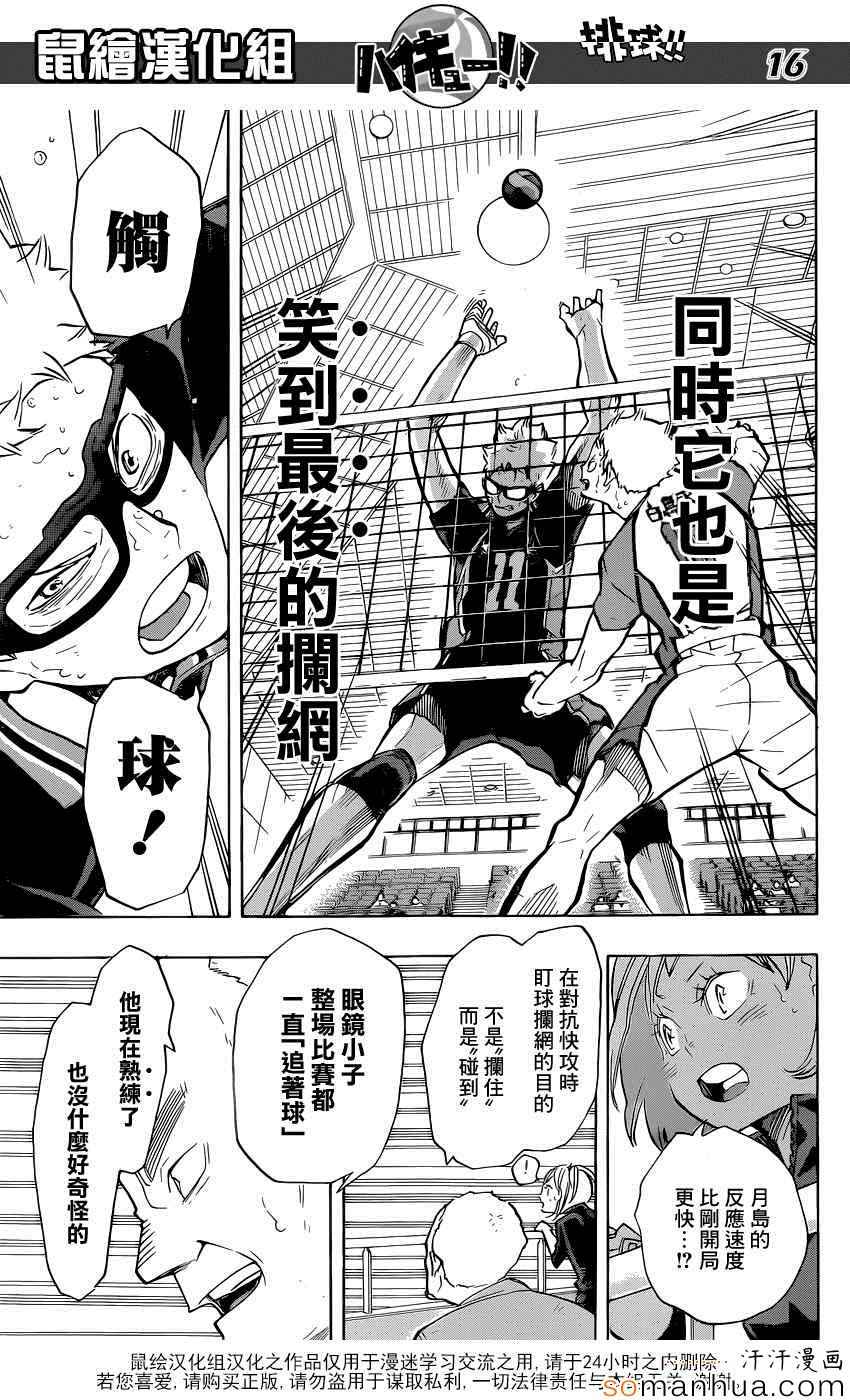 鼠繪漢化組
ハイキュー!!
排球!!
16
同時它也是
笑到最後的攔網
11
觸
球！
月島的
反應速度
比剛開局
更快…!?
在對抗快攻時
盯球攔網的目的
不是〝攔住〞
而是〝碰到〞
!
眼鏡小子
整場比賽都
一直「追著球」
他現在熟練了
也沒什麼好奇怪的
鼠绘汉化组汉化之作品仅用于漫迷学习交流之用,请于24小时之内删除
若您喜爱,请购买正版,请勿盗用于谋取私利,一切法律责任与
汗汗漫画
somanhua.com